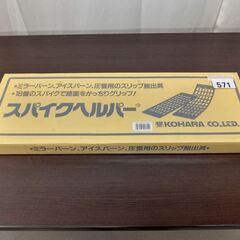 •ミラーバーン、アイスバーン、圧雪用のスリップ脱出具
•18個のスパイクで路面をがっちりグリップ!
571
スパイクヘルパー®
KOHARA CO.,LTD.
•ミラーバーン、アイスバーン、圧雪用のスリップ脱出具•